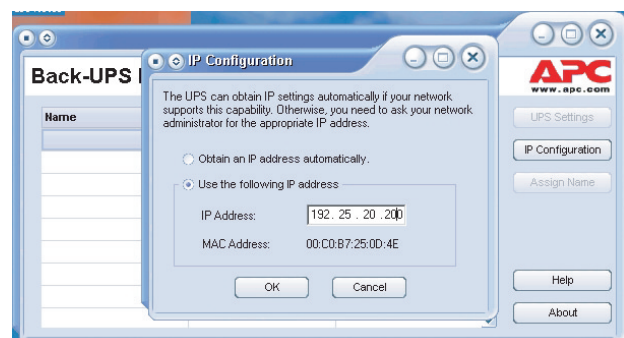 IP Configuration
Back-UPS
APC
www.apc.com
The UPS can obtain IP settings automatically if your network
supports this capability. Otherwise, you need to ask your network
administrator for the appropriate IP address.
Name
UPS Settings
Obtain an IP address automatically.
IP Configuration
Use the following IP address
Assign Name
IP Address: 192. 25 . 20 .200
MAC Address: 00:C0:B7:25:0D:4E
OK Cancel
Help
About